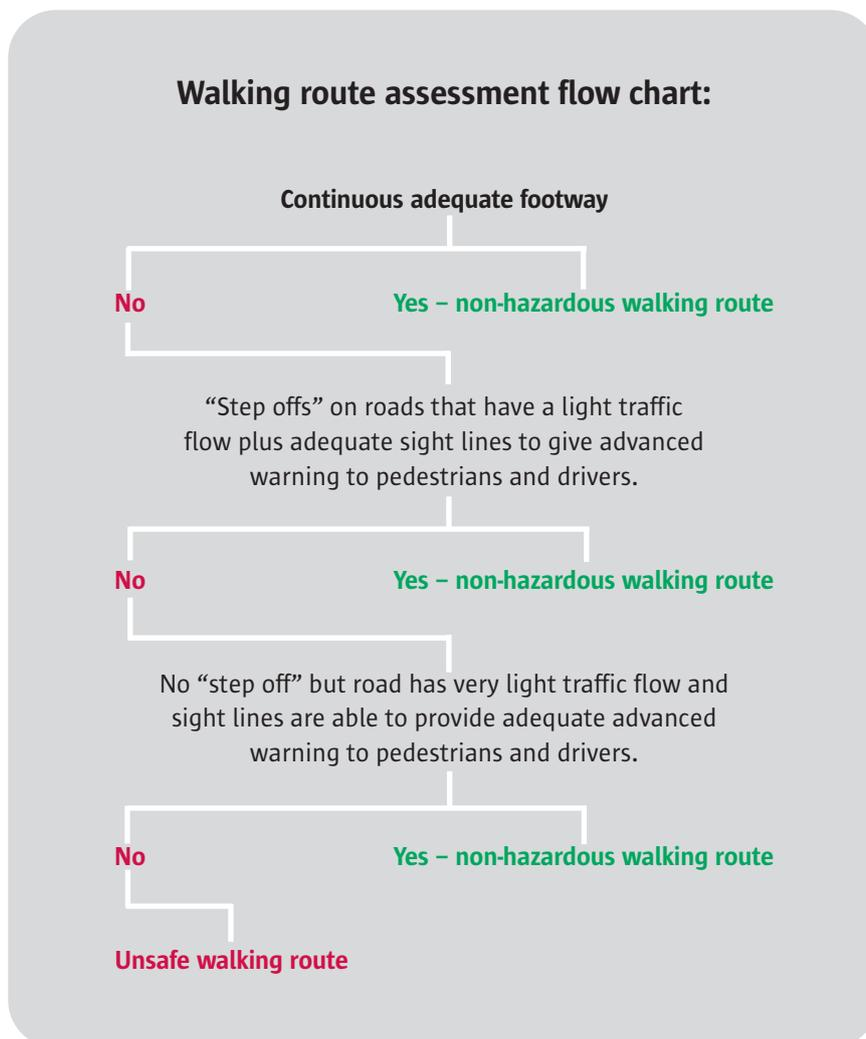 Walking route assessment flow chart:
Continuous adequate footway
No
Yes – non-hazardous walking route
“Step offs” on roads that have a light traffic
flow plus adequate sight lines to give advanced
warning to pedestrians and drivers.
No
Yes – non-hazardous walking route
No “step off” but road has very light traffic flow and
sight lines are able to provide adequate advanced
warning to pedestrians and drivers.
No
Yes – non-hazardous walking route
Unsafe walking route